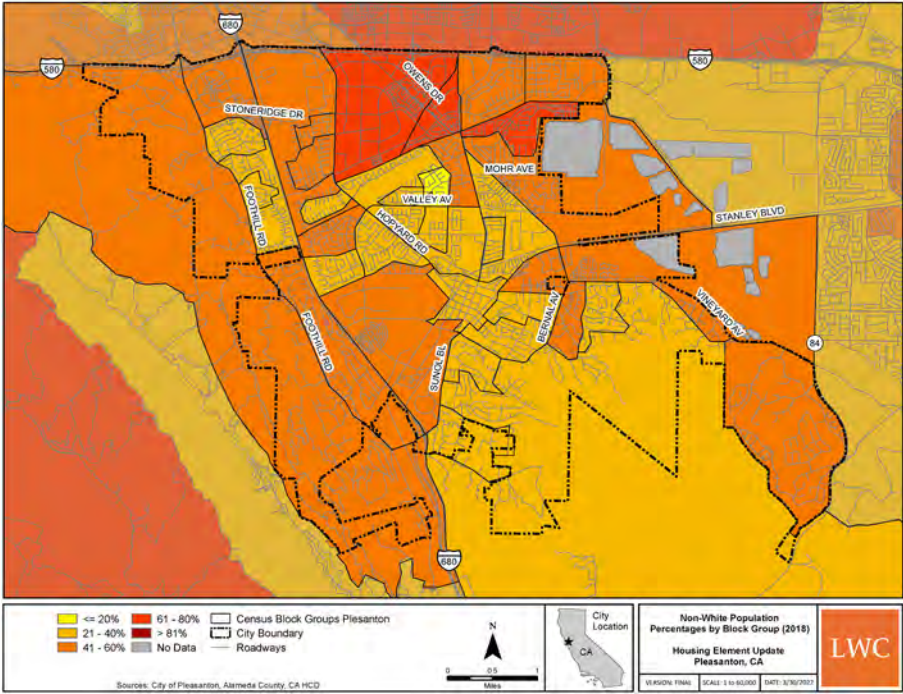 680
580
580
OWENS DR
STONERIDGE DR
MOHR AVE
VALLEY AV
STANLEY BLVD
FOOTHILL RD
HOPYARD RD
VINEYARD AV
BERNAL AV
FOOTHILL RD
84
SUNOL BL
680
<= 20%
21 - 40%
41 - 60%
61 - 80%
> 81%
No Data
Census Block Groups Plesanton
City Boundary
Roadways
N
0 0.5 1
Miles
City
Location
CA
Non-White Population
Percentages by Block Group (2018)
Housing Element Update
Pleasanton, CA
VERSION: FINAL
SCALE: 1 to 60,000
DATE: 3/30/2022
LWC
Sources: City of Pleasanton, Alameda County, CA HCD